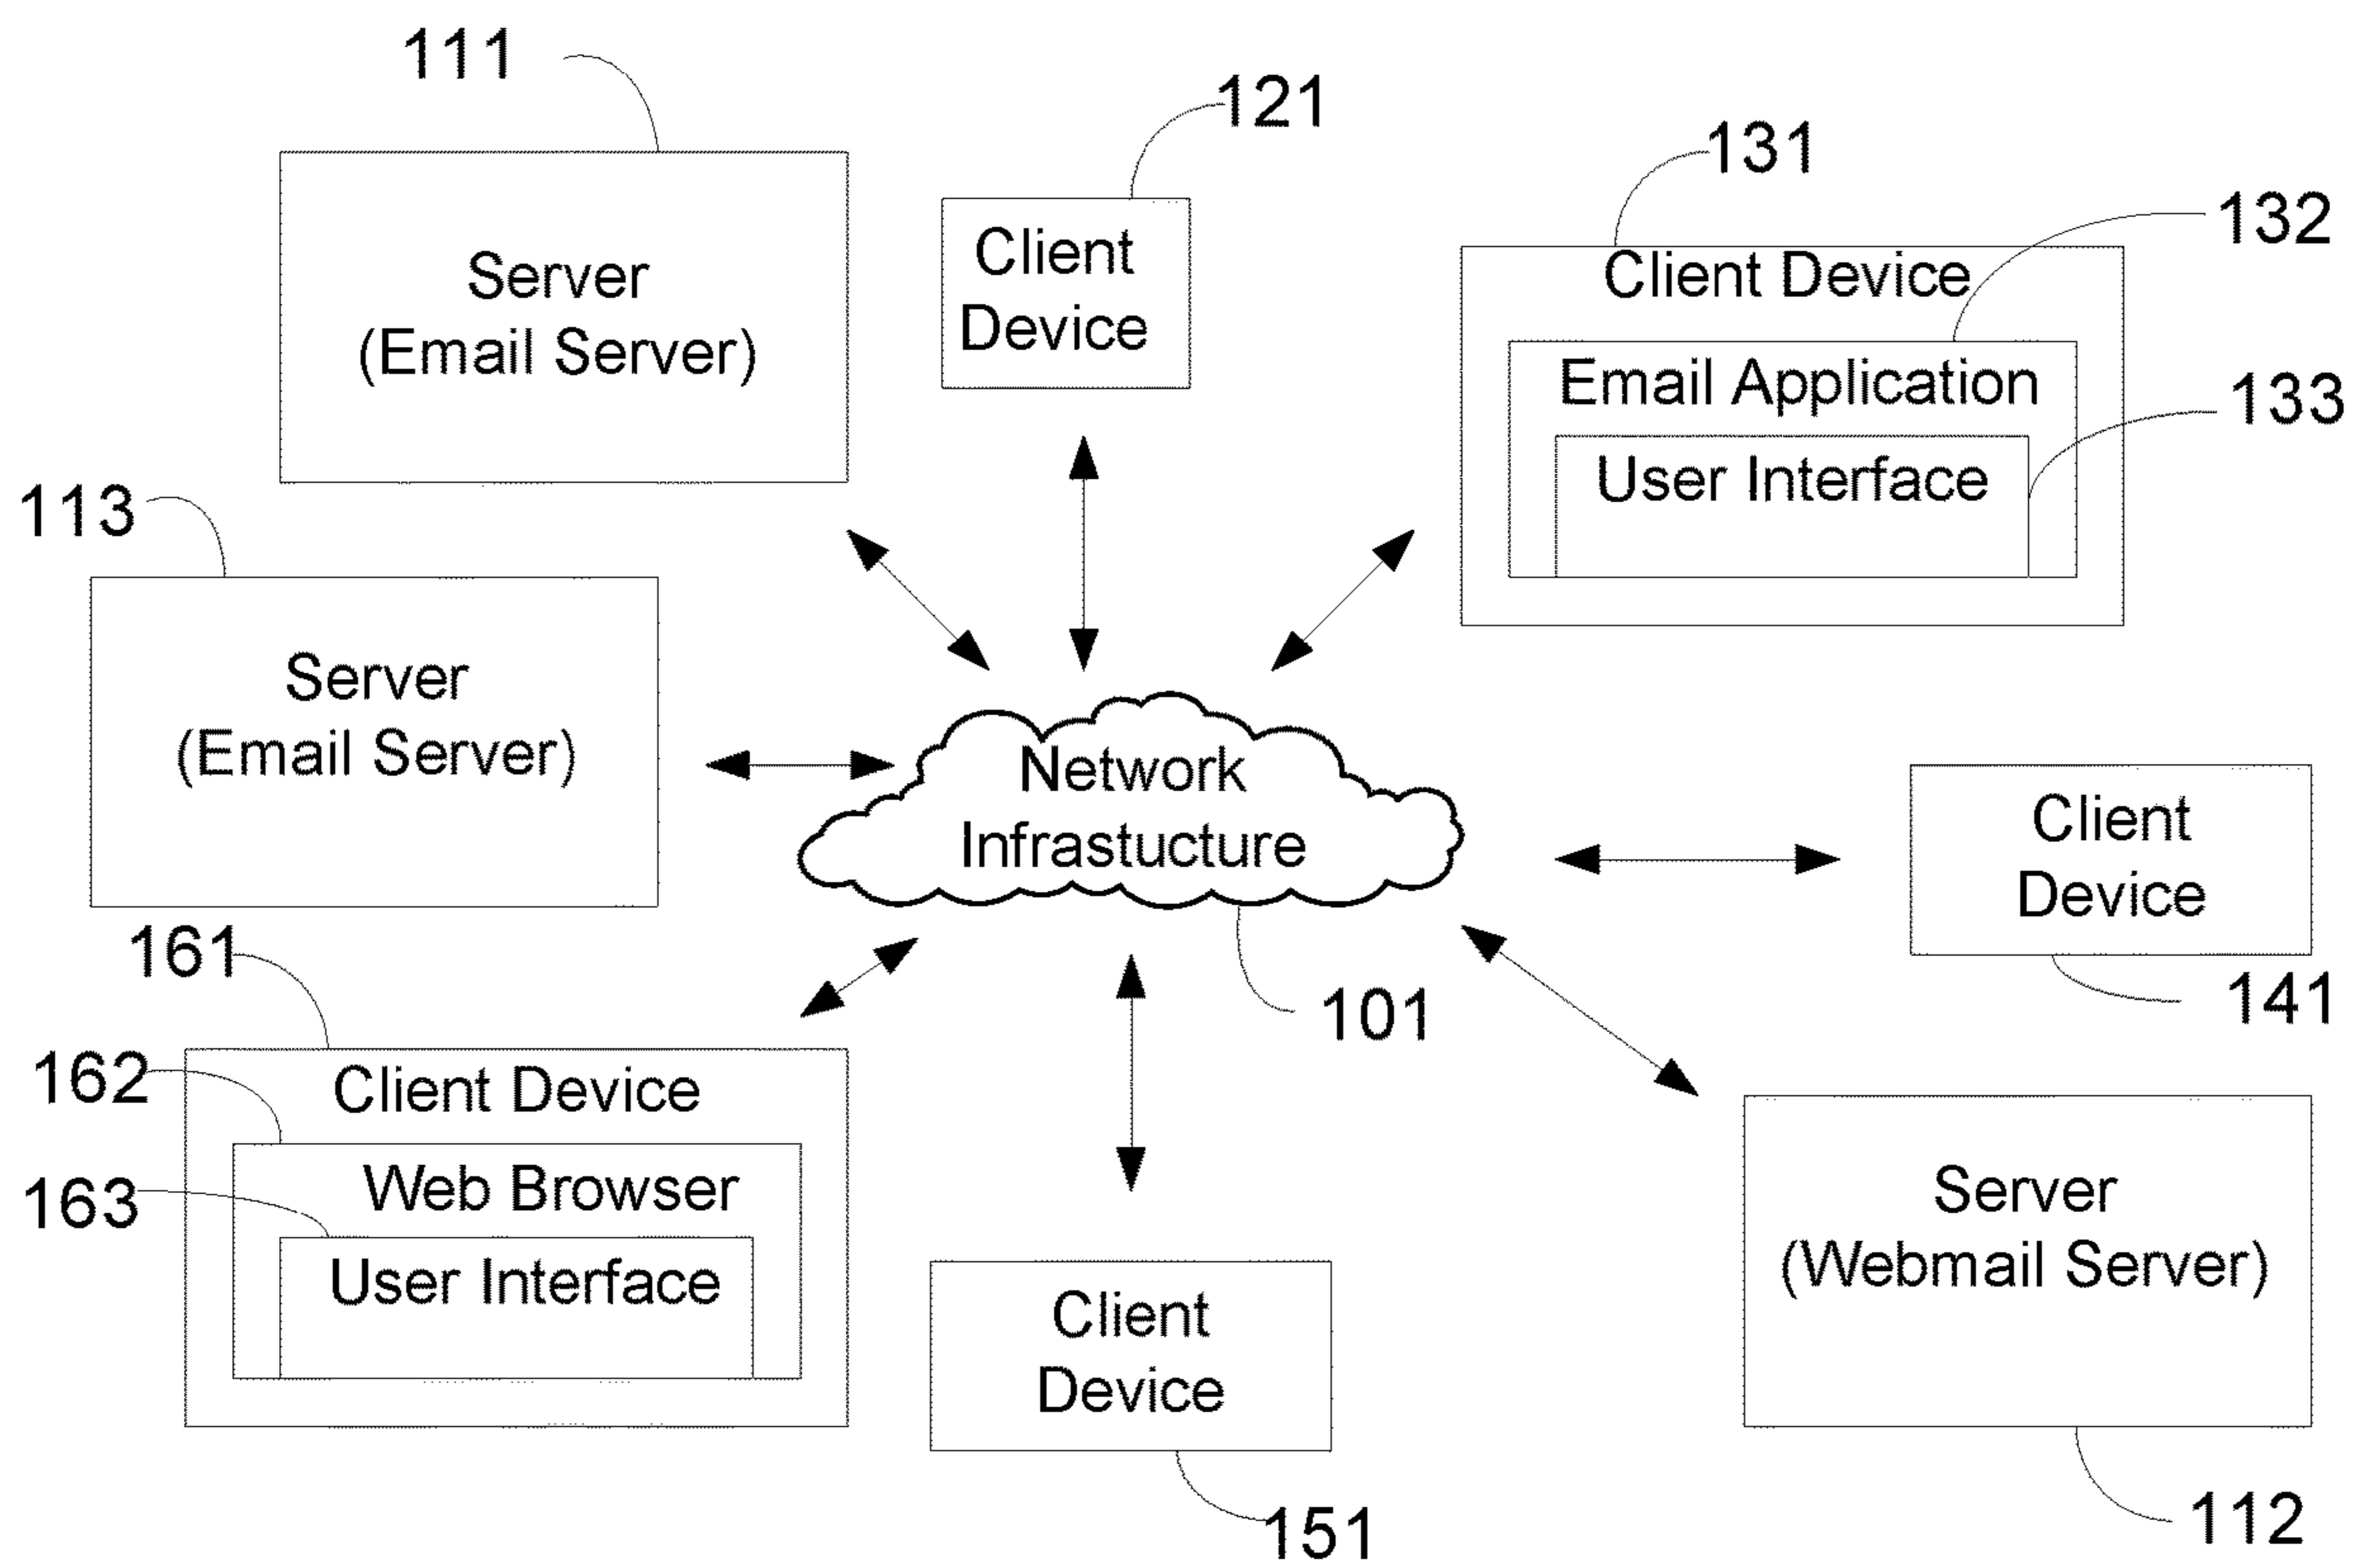 111
121
131
132
Server
(Email Server)
Client
Device
Client Device
Email Application
133
User Interface
113
Server
(Email Server)
Network
Infrastucture
Client
Device
141
101
161
162
Client Device
163
Web Browser
User Interface
Client
Device
151
Server
(Webmail Server)
112